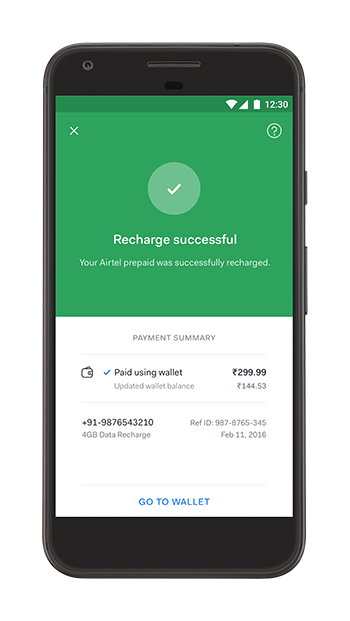 12:30
Recharge successful
Your Airtel prepaid was successfully recharged.
PAYMENT SUMMARY
Paid using wallet ₹299.99
Updated wallet balance ₹144.53
+91-9876543210 Ref ID: 987-8765-345
4GB Data Recharge Feb 11, 2016
GO TO WALLET